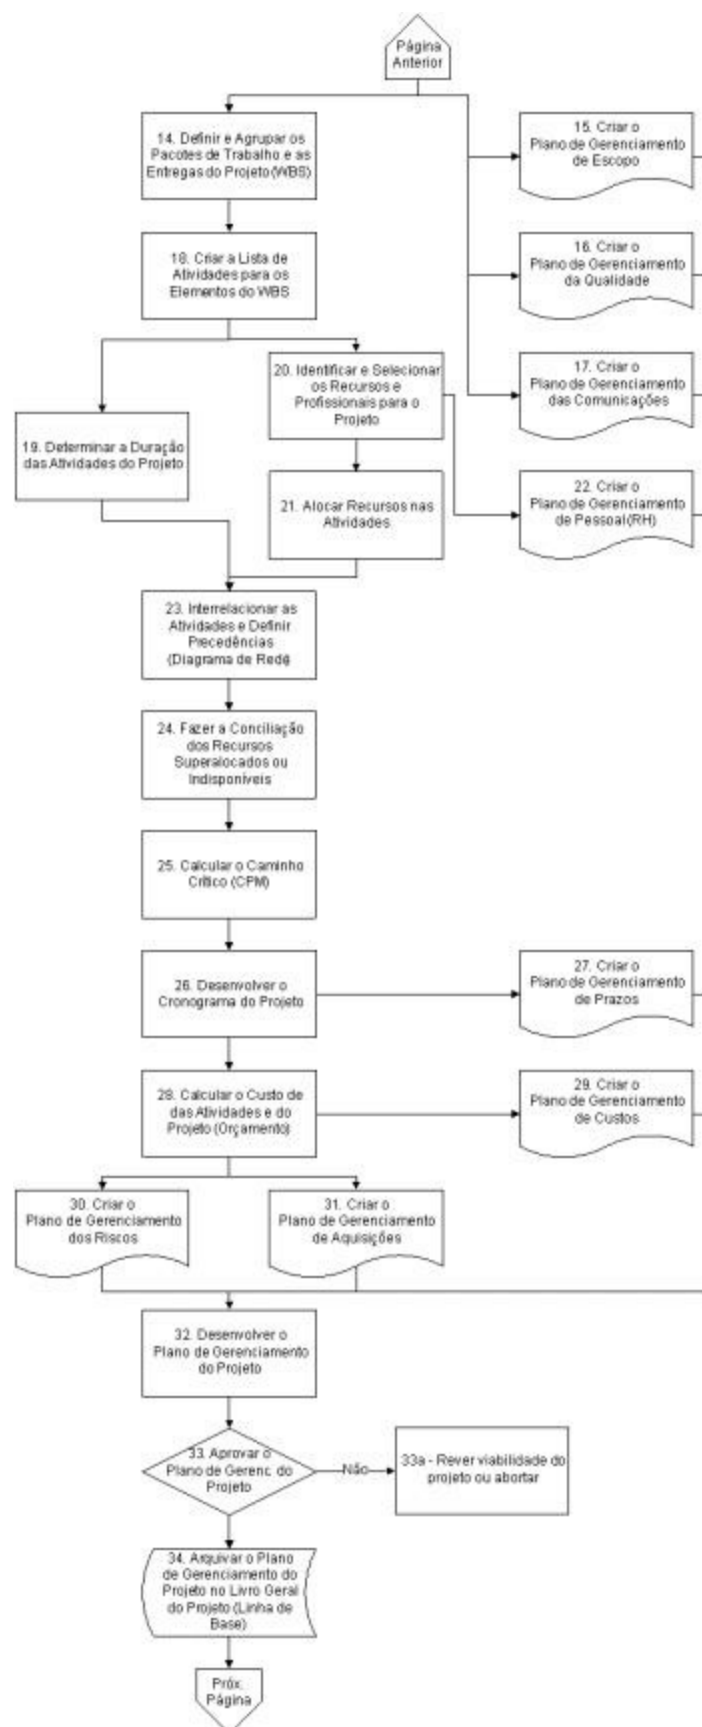 Página
Anterior
14. Definir e Agrupar os
Pacotes de Trabalho e as
Entregas do Projeto(WBS)
15. Criar o
Plano de Gerenciamento
de Escopo
18. Criar a Lista de
Atividades para os
Elementos do WBS
16. Criar o
Plano de Gerenciamento
da Qualidade
20. Identificar e Selecionar
os Recursos e
Profissionais para o
Projeto
17. Criar o
Plano de Gerenciamento
das Comunicações
19. Determinar a Duração
das Atividades do Projeto
21. Alocar Recursos nas
Atividades
22. Criar o
Plano de Gerenciamento
de Pessoal(RH)
23. Interrelacionar as
Atividades e Definir
Precedências
(Diagrama de Rede)
24. Fazer a Conciliação
dos Recursos
Superalocados ou
Indisponíveis
25. Calcular o Caminho
Crítico (CPM)
26. Desenvolver o
Cronograma do Projeto
27. Criar o
Plano de Gerenciamento
de Prazos
28. Calcular o Custo de
das Atividades e do
Projeto (Orçamento)
29. Criar o
Plano de Gerenciamento
de Custos
30. Criar o
Plano de Gerenciamento
dos Riscos
31. Criar o
Plano de Gerenciamento
de Aquisições
32. Desenvolver o
Plano de Gerenciamento
do Projeto
33. Aprovar o
Plano de Gerenc. do
Projeto
Não
33a - Rever viabilidade do
projeto ou abortar
34. Arquivar o Plano
de Gerenciamento do
Projeto no Livro Geral
do Projeto (Linha de
Base)
Próx.
Página